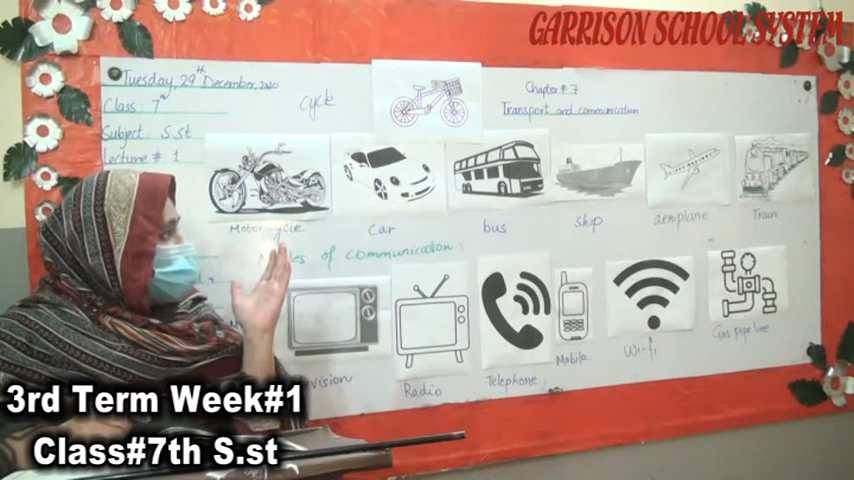 GARRISON SCHOOL SYSTEM
Tuesday, 29th December, 2020
Class: 7th
Subject: S.st
Lecture # 1
cycle
Chapter # 7
Transport and communication
Motorcycle
Car
bus
ship
aeroplane
Train
of communication:
Radio
Telephone
Mobile
Wi-fi
Gas pipe line
3rd Term Week#1
Class#7th S.st